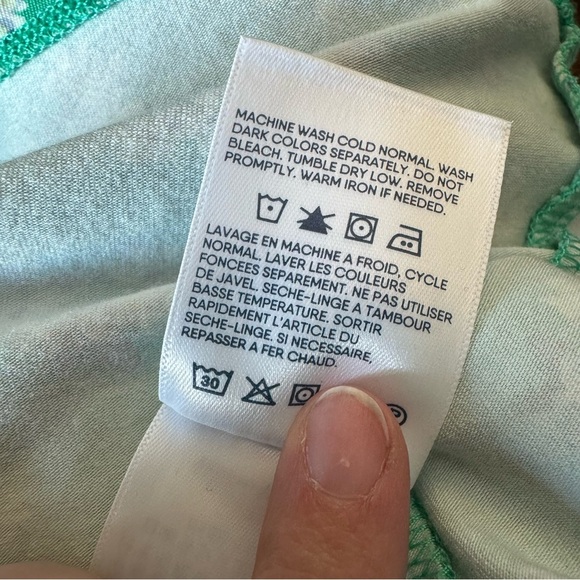 MACHINE WASH COLD NORMAL. WASH
DARK COLORS SEPARATELY. DO NOT
BLEACH. TUMBLE DRY LOW. REMOVE
PROMPTLY. WARM IRON IF NEEDED.
LAVAGE EN MACHINE A FROID, CYCLE
NORMAL. LAVER LES COULEURS
FONCEES SEPAREMENT. NE PAS UTILISER
DE JAVEL. SECHE-LINGE A TAMBOUR
BASSE TEMPERATURE. SORTIR
RAPIDEMENT L'ARTICLE DU
SECHE-LINGE. SI NECESSAIRE,
REPASSER A FER CHAUD.
30